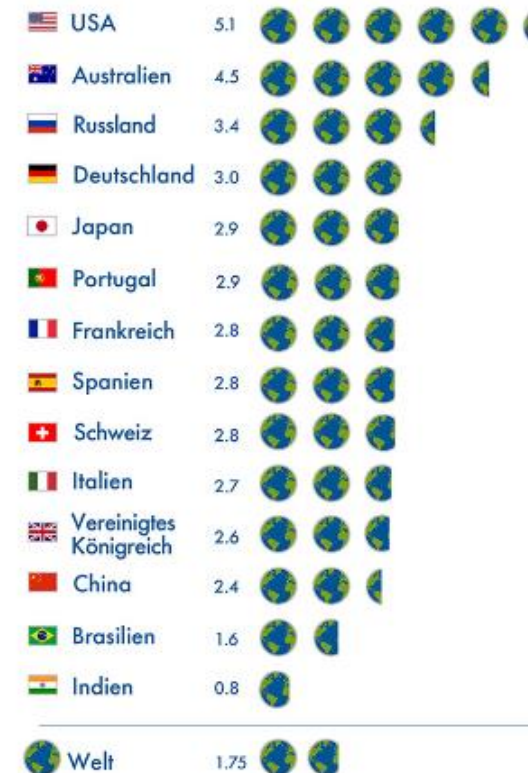 USA 5.1
Australien 4.5
Russland 3.4
Deutschland 3.0
Japan 2.9
Portugal 2.9
Frankreich 2.8
Spanien 2.8
Schweiz 2.8
Italien 2.7
Vereinigtes
Königreich 2.6
China 2.4
Brasilien 1.6
Indien 0.8
Welt 1.75